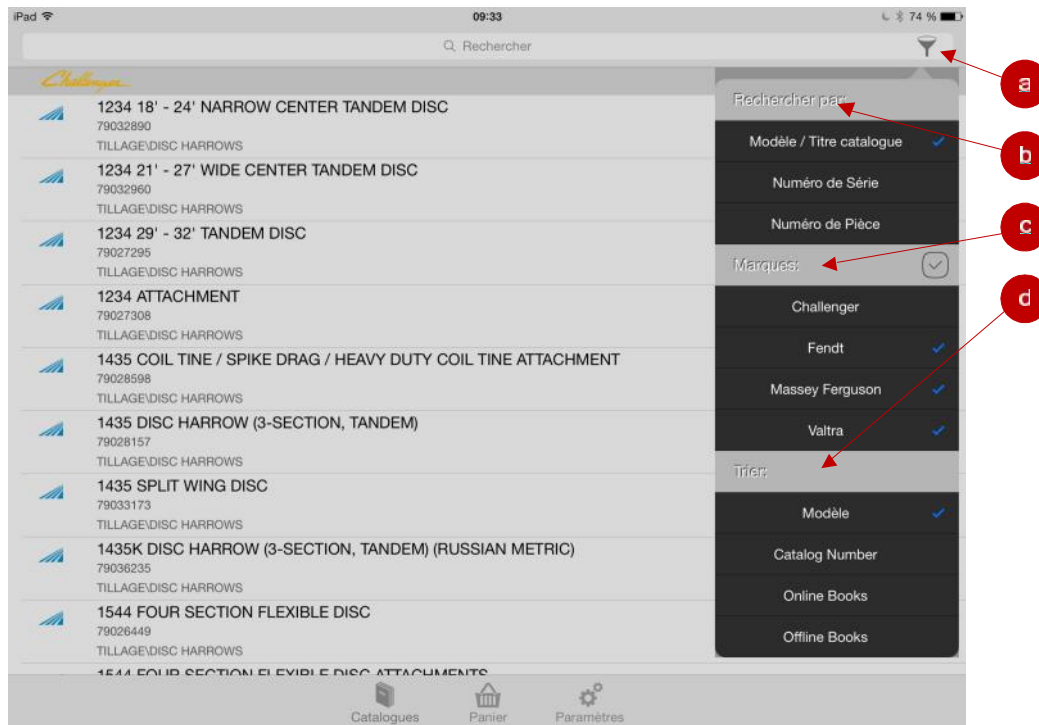 iPad 09:33 74 %
Rechercher
Challenger
1234 18' - 24' NARROW CENTER TANDEM DISC
79032890
TILLAGE\DISC HARROWS
1234 21' - 27' WIDE CENTER TANDEM DISC
79032960
TILLAGE\DISC HARROWS
1234 29' - 32' TANDEM DISC
79027295
TILLAGE\DISC HARROWS
1234 ATTACHMENT
79027308
TILLAGE\DISC HARROWS
1435 COIL TINE / SPIKE DRAG / HEAVY DUTY COIL TINE ATTACHMENT
79028598
TILLAGE\DISC HARROWS
1435 DISC HARROW (3-SECTION, TANDEM)
79028157
TILLAGE\DISC HARROWS
1435 SPLIT WING DISC
79033173
TILLAGE\DISC HARROWS
1435K DISC HARROW (3-SECTION, TANDEM) (RUSSIAN METRIC)
79036235
TILLAGE\DISC HARROWS
1544 FOUR SECTION FLEXIBLE DISC
79026449
TILLAGE\DISC HARROWS
1544 FOUR SECTION FLEXIBLE DISC ATTACHMENTS
Rechercher par:
Modèle / Titre catalogue
Numéro de Série
Numéro de Pièce
Marques:
Challenger
Fendt
Massey Ferguson
Valtra
Trier:
Modèle
Catalog Number
Online Books
Offline Books
a
b
c
d
Catalogues Panier Paramètres